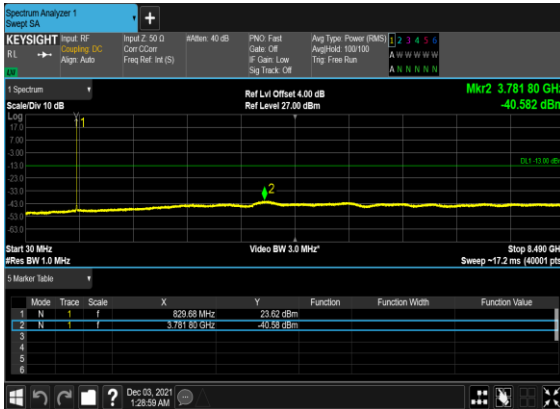 Spectrum Analyzer 1
Swept SA
+
KEYSIGHT Input: RF Input Z: 50 Ω #Atten: 40 dB PNO: Fast Avg Type: Power (RMS) 1 2 3 4 5 6
RL Coupling: DC Corr CCorr Gate: Off Avg|Hold: 100/100 A W W W W W
Align: Auto Freq Ref: Int (S) IF Gain: Low Trig: Free Run
Sig Track: Off A N N N N N
1 Spectrum
Ref Lvl Offset 4.00 dB Mkr2 3.781 80 GHz
Scale/Div 10 dB Ref Level 27.00 dBm -40.582 dBm
Log
17.0
7.00
-3.00
-13.0
-23.0
-33.0
-43.0
-53.0
-63.0
1
DL1 -13.00 dBm
2
Start 30 MHz Video BW 3.0 MHz* Stop 8.490 GHz
#Res BW 1.0 MHz Sweep ~17.2 ms (40001 pts)
5 Marker Table
Mode Trace Scale X Y Function Function Width Function Value
1 N 1 f 829.68 MHz 23.62 dBm
2 N 1 f 3.781 80 GHz -40.58 dBm
3
4
5
6
? Dec 03, 2021
1:28:59 AM